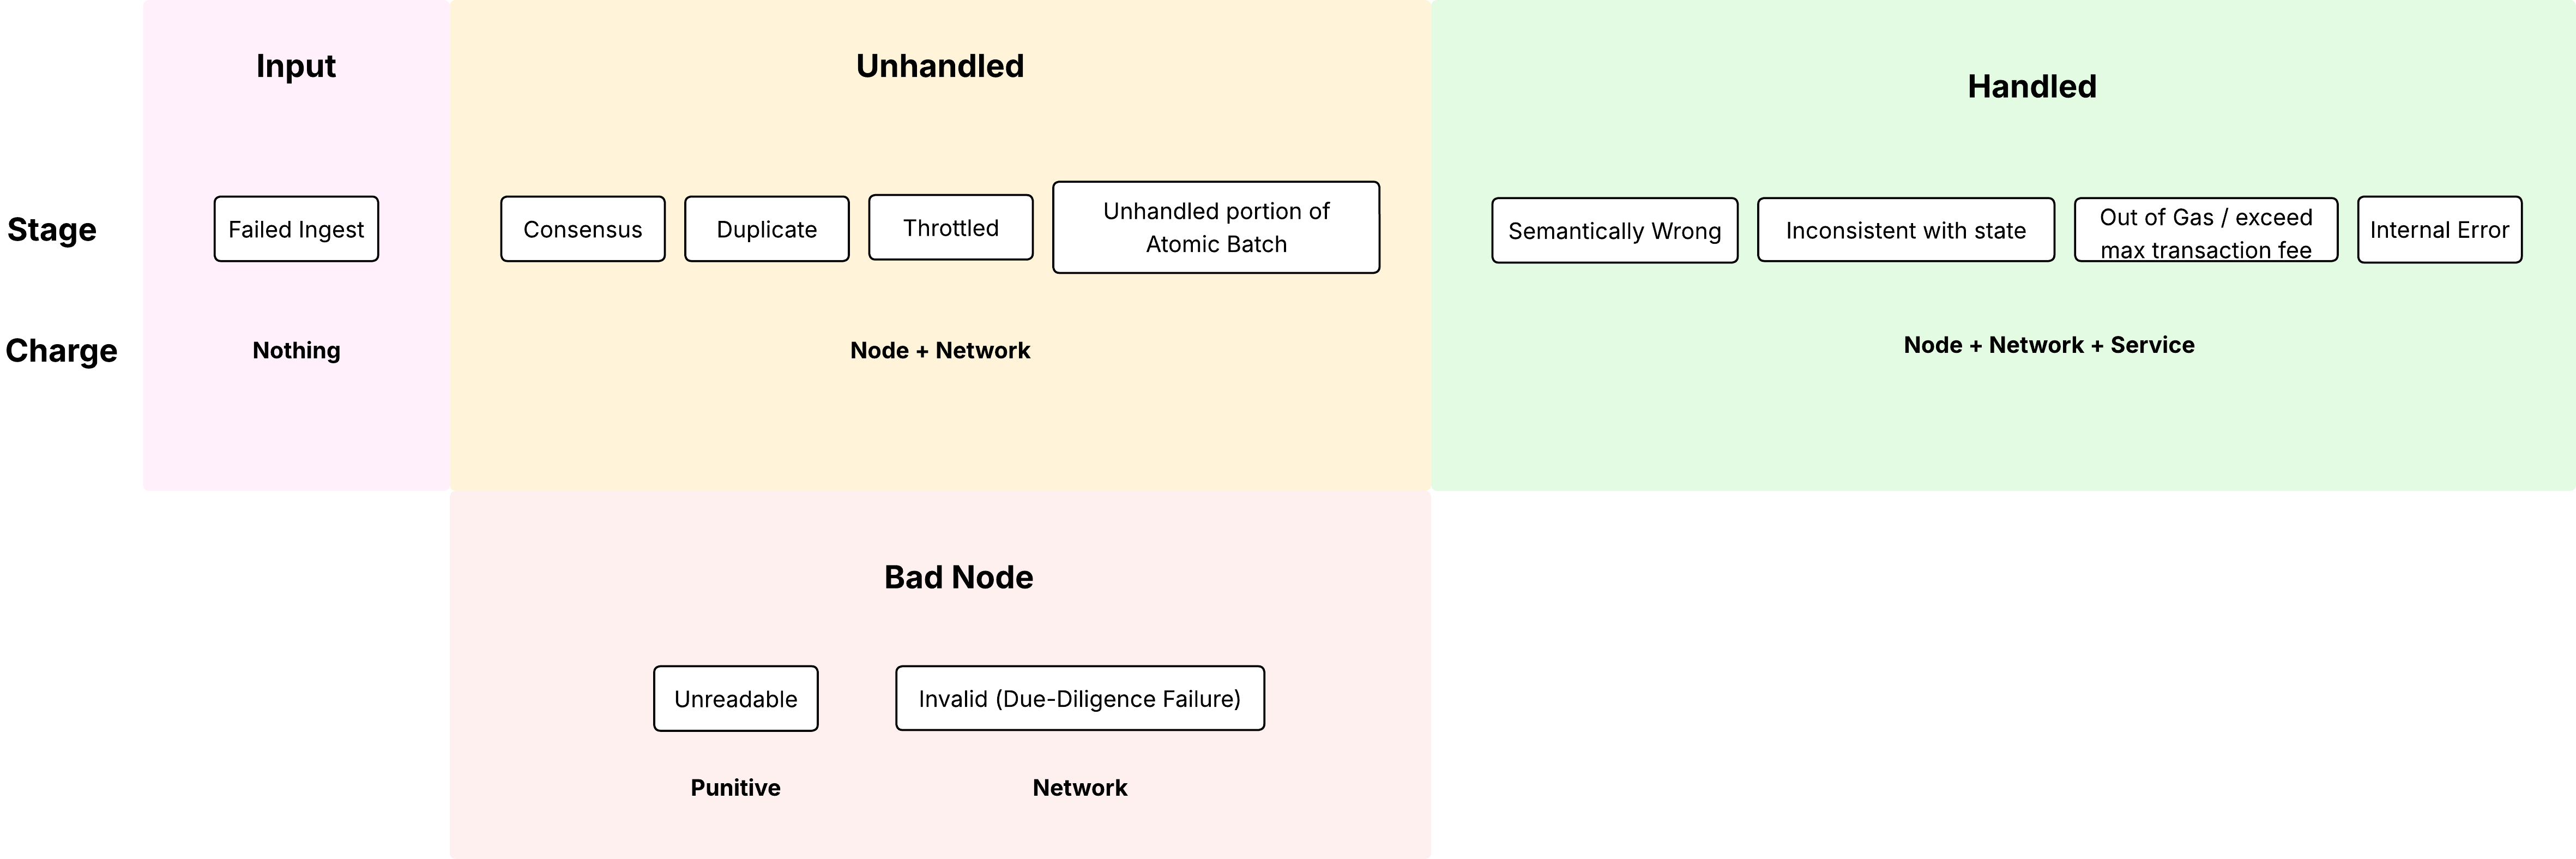 Input
Unhandled
Handled
Stage
Failed Ingest
Consensus
Duplicate
Throttled
Unhandled portion of
Atomic Batch
Semantically Wrong
Inconsistent with state
Out of Gas / exceed
max transaction fee
Internal Error
Charge
Nothing
Node + Network
Node + Network + Service
Bad Node
Unreadable
Invalid (Due-Diligence Failure)
Punitive
Network